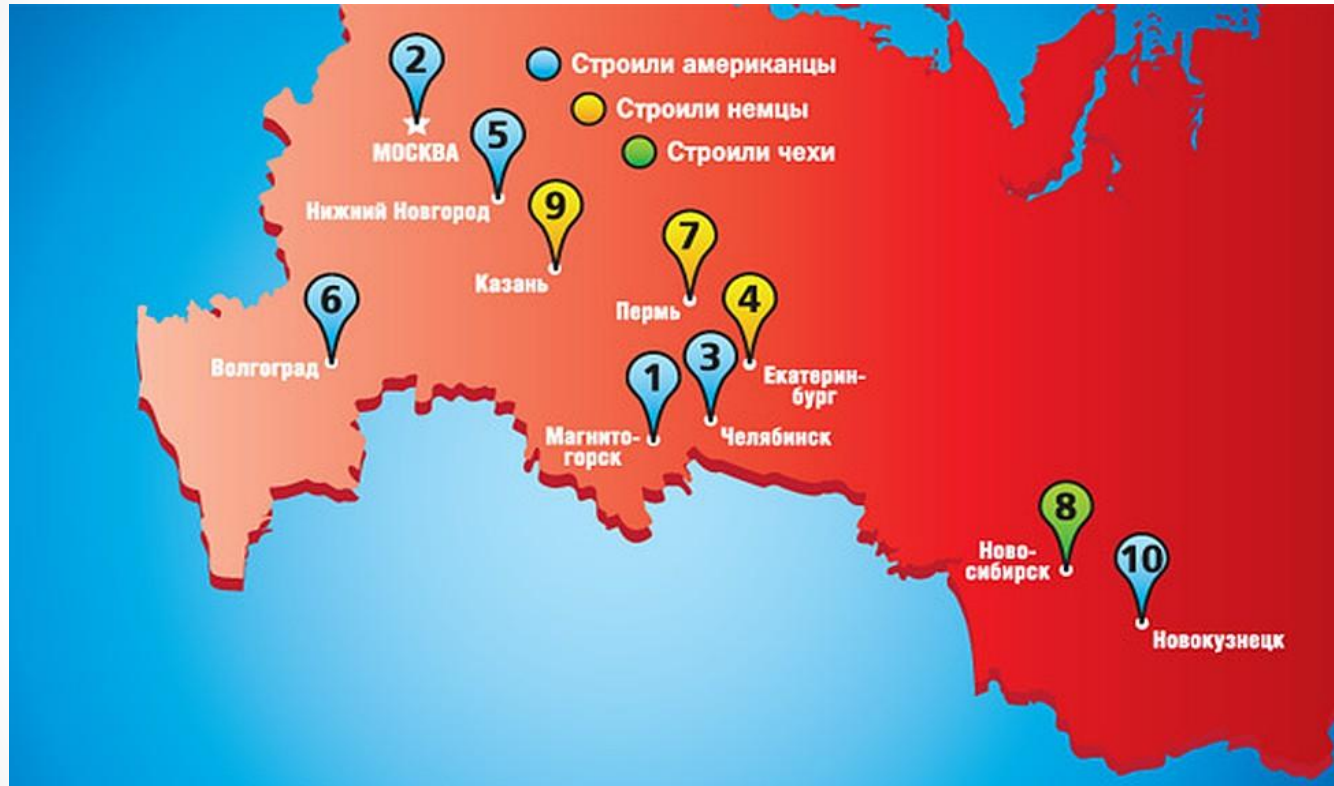 2
Строили американцы
Строили немцы
Строили чехи
МОСКВА
5
Нижний Новгород
9
Казань
7
Пермь
6
Волгоград
4
Екатерин-
бург
3
Челябинск
1
Магнито-
горск
8
Ново-
сибирск
10
Новокузнецк